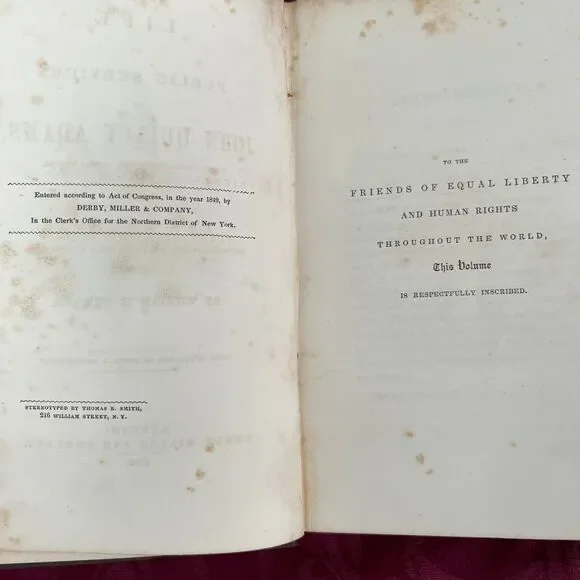 Entered according to Act of Congress, in the year 1849, by
DERBY, MILLER & COMPANY,
In the Clerk's Office for the Northern District of New York.
STEREOTYPED BY THOMAS B. SMITH,
216 WILLIAM STREET, N. Y.
TO THE
FRIENDS OF EQUAL LIBERTY
AND HUMAN RIGHTS
THROUGHOUT THE WORLD,
This Volume
IS RESPECTFULLY INSCRIBED.